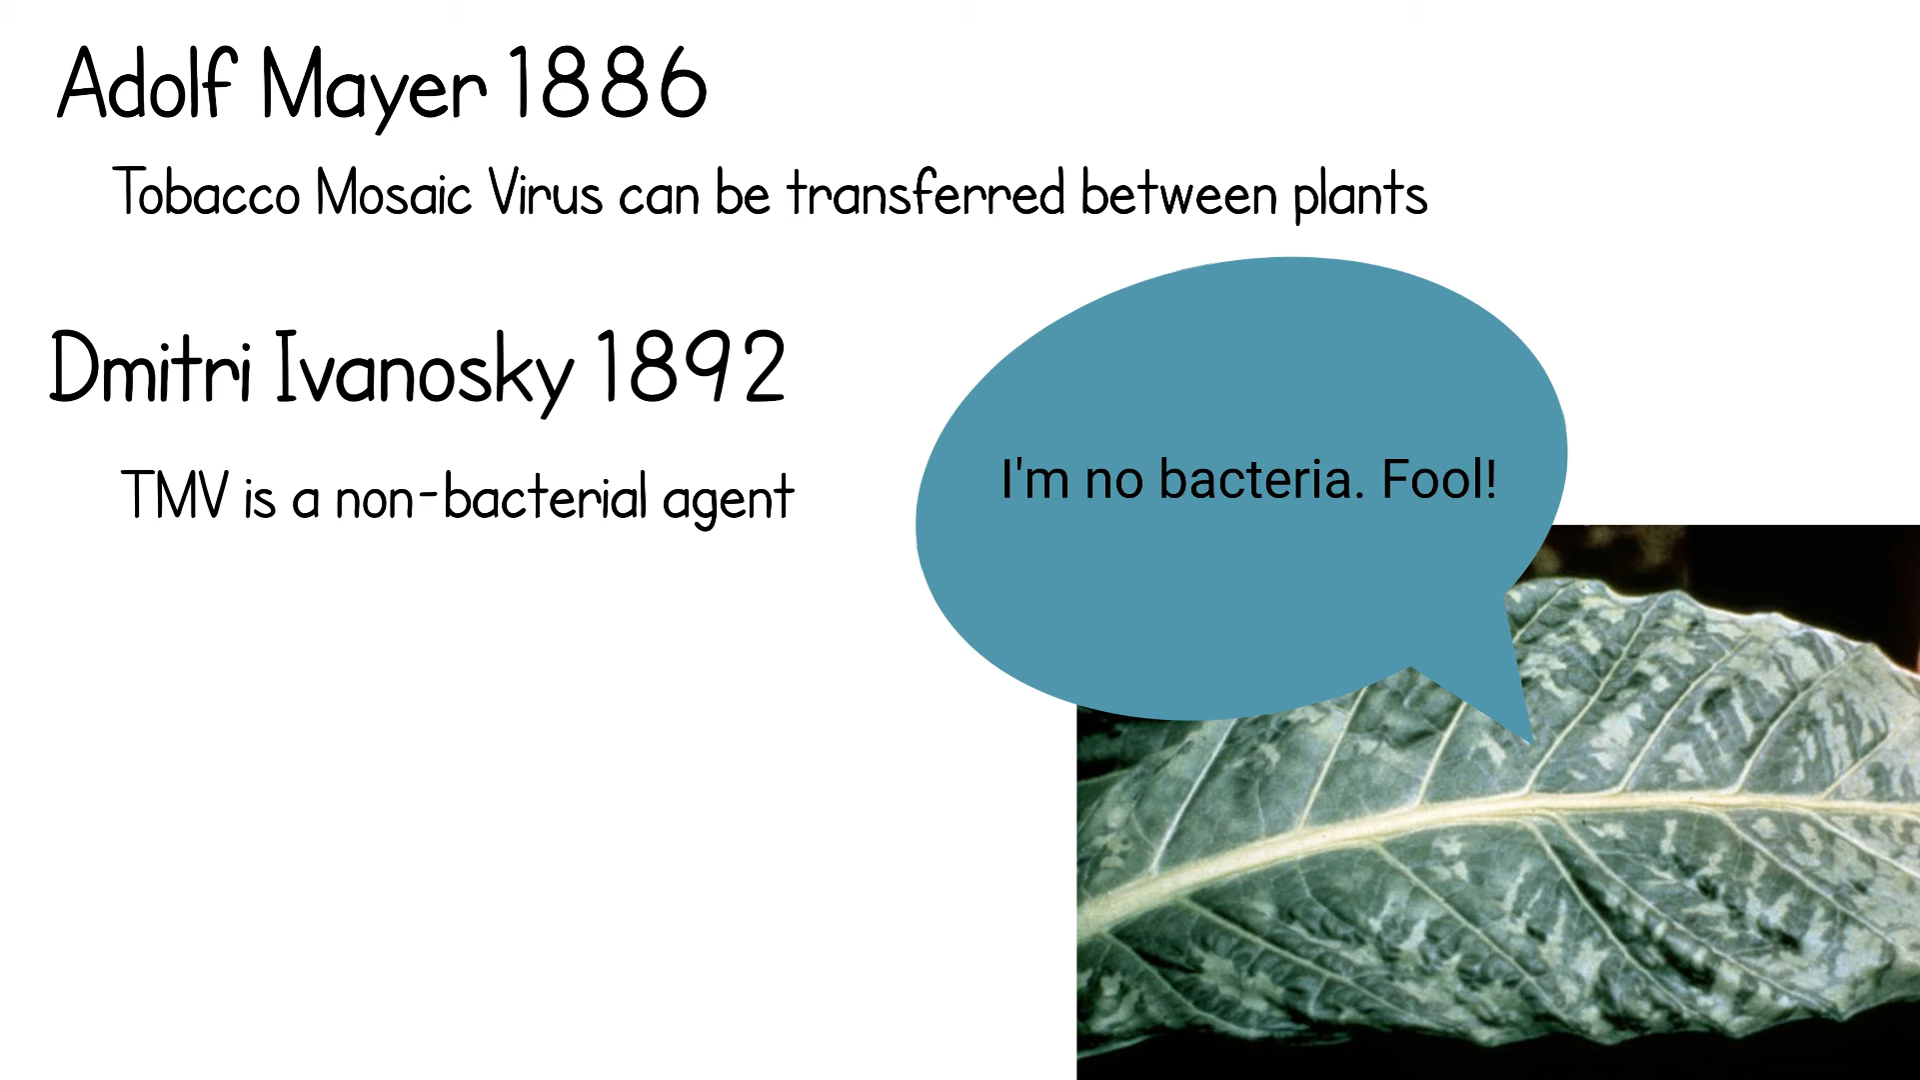 Adolf Mayer 1886
Tobacco Mosaic Virus can be transferred between plants
Dmitri Ivanosky 1892
TMV is a non-bacterial agent
I'm no bacteria. Fool!